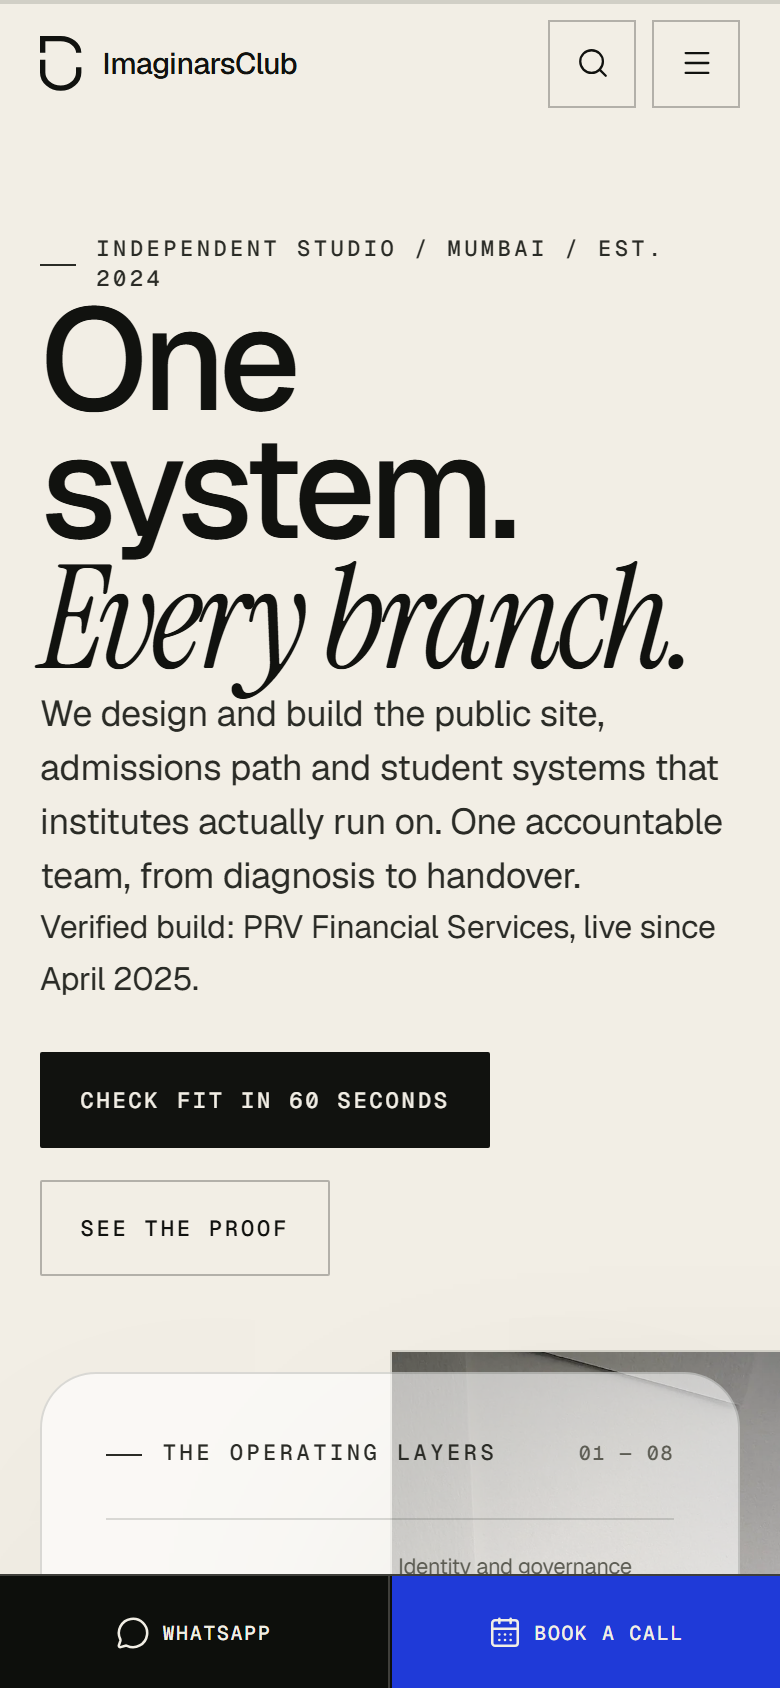 ImaginarsClub
INDEPENDENT STUDIO / MUMBAI / EST.
2024
One
system.
Every branch.
We design and build the public site,
admissions path and student systems that
institutes actually run on. One accountable
team, from diagnosis to handover.
Verified build: PRV Financial Services, live since
April 2025.
CHECK FIT IN 60 SECONDS
SEE THE PROOF
THE OPERATING LAYERS 01 — 08
Identity and governance
WHATSAPP BOOK A CALL